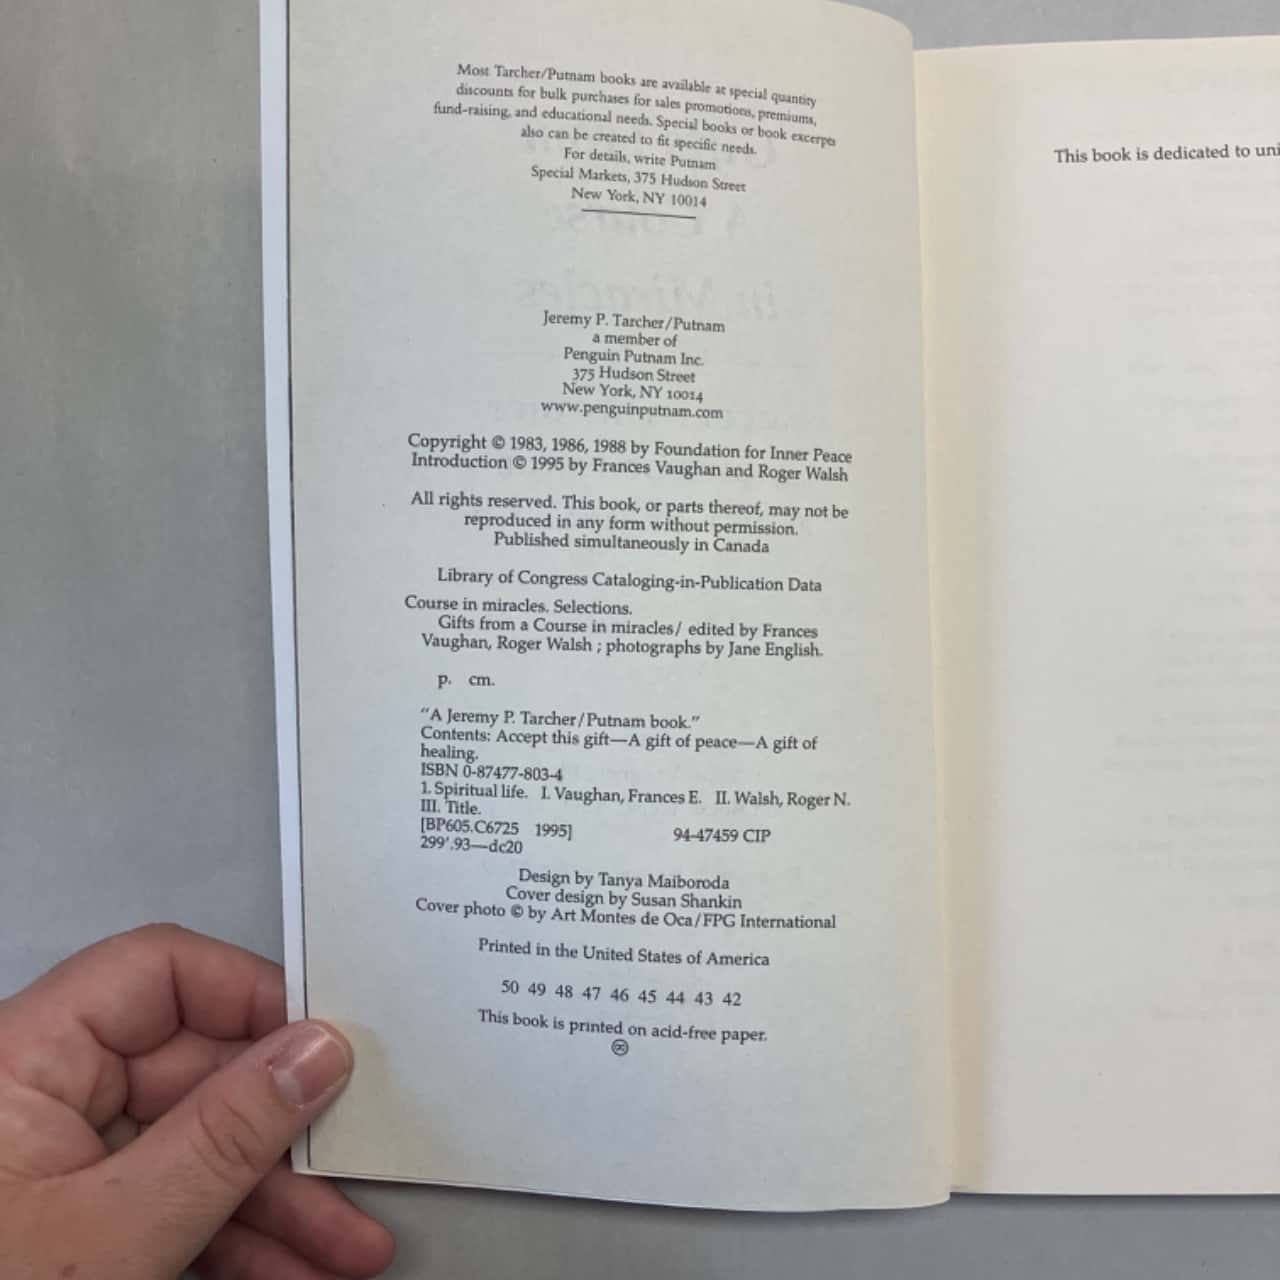 Most Tarcher/Putnam books are available at special quantity
discounts for bulk purchases for sales promotions, premiums,
fund-raising, and educational needs. Special books or book excerpts
also can be created to fit specific needs.
For details, write Putnam
Special Markets, 375 Hudson Street
New York, NY 10014
Jeremy P. Tarcher/Putnam
a member of
Penguin Putnam Inc.
375 Hudson Street
New York, NY 10014
www.penguinputnam.com
Copyright © 1983, 1986, 1988 by Foundation for Inner Peace
Introduction © 1995 by Frances Vaughan and Roger Walsh
All rights reserved. This book, or parts thereof, may not be
reproduced in any form without permission.
Published simultaneously in Canada
Library of Congress Cataloging-in-Publication Data
Course in miracles. Selections.
Gifts from a Course in miracles/ edited by Frances
Vaughan, Roger Walsh ; photographs by Jane English.
p. cm.
"A Jeremy P. Tarcher/Putnam book."
Contents: Accept this gift—A gift of peace—A gift of
healing.
ISBN 0-87477-803-4
1. Spiritual life. I. Vaughan, Frances E. II. Walsh, Roger N.
III. Title.
[BP605.C6725 1995] 94-47459 CIP
299'.93—dc20
Design by Tanya Maiboroda
Cover design by Susan Shankin
Cover photo © by Art Montes de Oca/FPG International
Printed in the United States of America
50 49 48 47 46 45 44 43 42
This book is printed on acid-free paper.
♾
This book is dedicated to uni